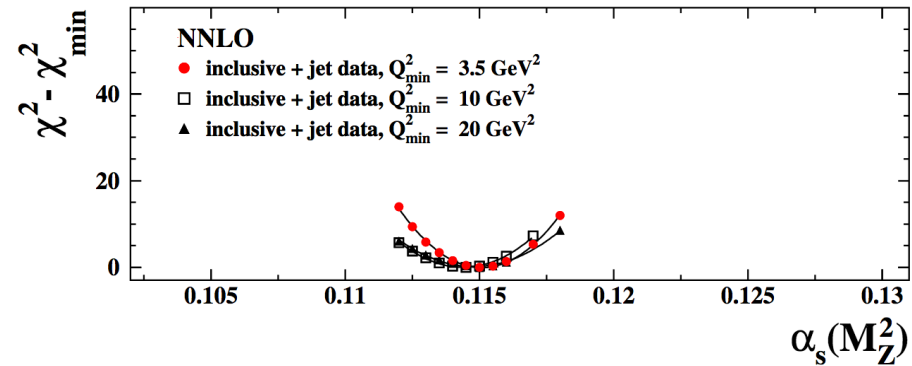 χ² - χ²min
NNLO
inclusive + jet data, Q²min = 3.5 GeV²
inclusive + jet data, Q²min = 10 GeV²
inclusive + jet data, Q²min = 20 GeV²
40
20
0
0.105 0.11 0.115 0.12 0.125 0.13
αs(M²Z)